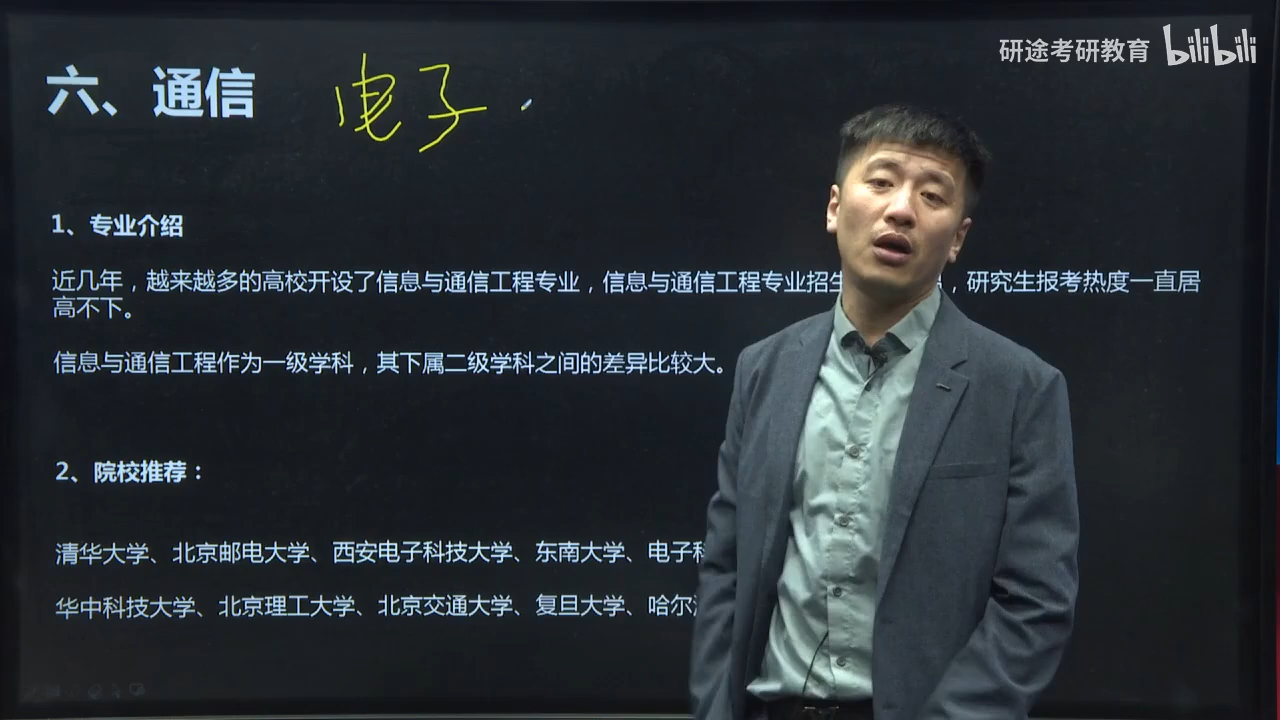 研途考研教育 bilibili
六、通信 电子
1、专业介绍
近几年，越来越多的高校开设了信息与通信工程专业，信息与通信工程专业招生，研究生报考热度一直居
高不下。
信息与通信工程作为一级学科，其下属二级学科之间的差异比较大。
2、院校推荐：
清华大学、北京邮电大学、西安电子科技大学、东南大学、电子
华中科技大学、北京理工大学、北京交通大学、复旦大学、哈尔